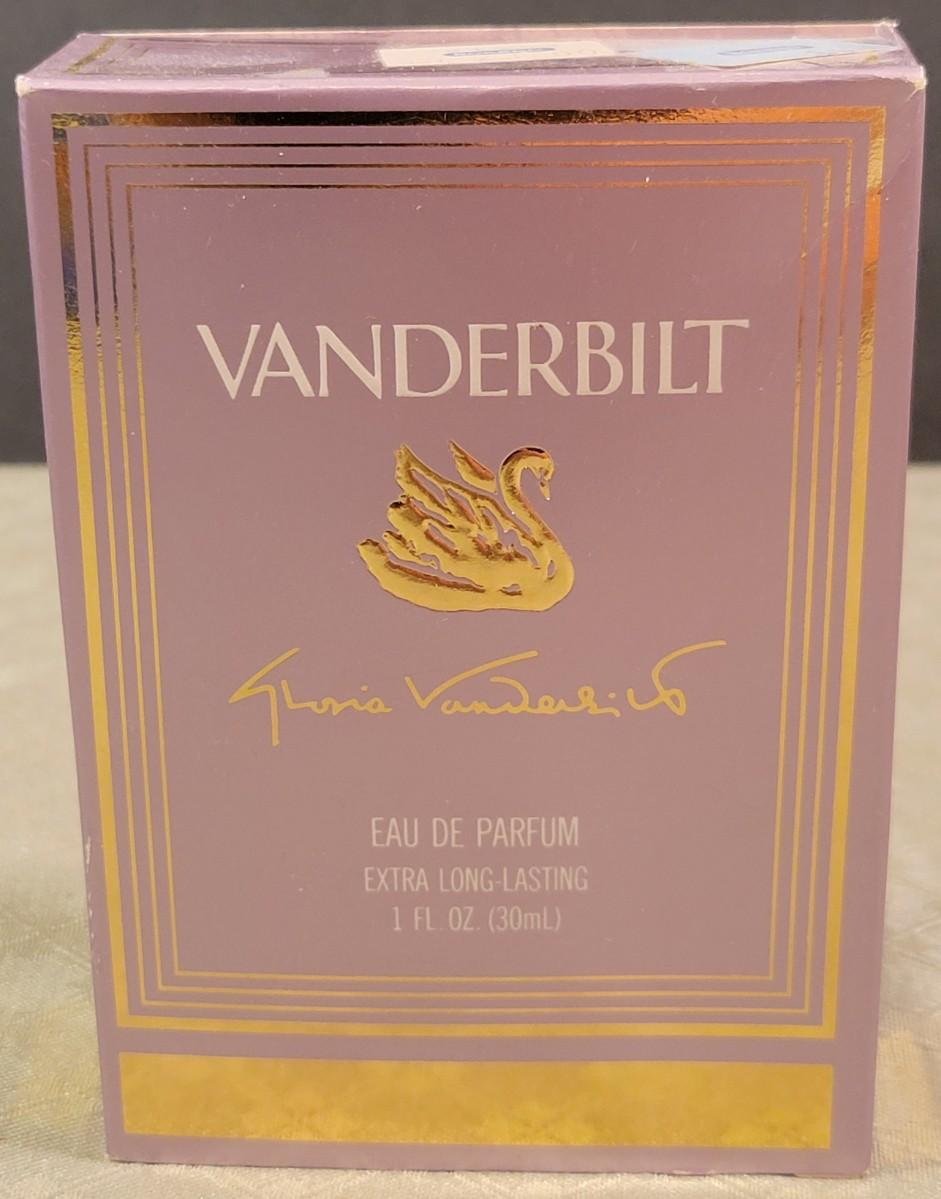 VANDERBILT
Gloria Vanderbilt
EAU DE PARFUM
EXTRA LONG-LASTING
1 FL. OZ. (30mL)